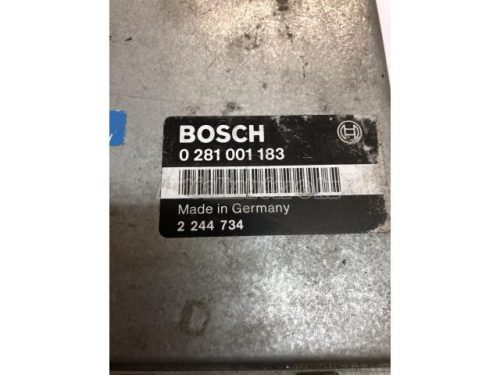 BOSCH
0 281 001 183
Made in Germany
2 244 734
D